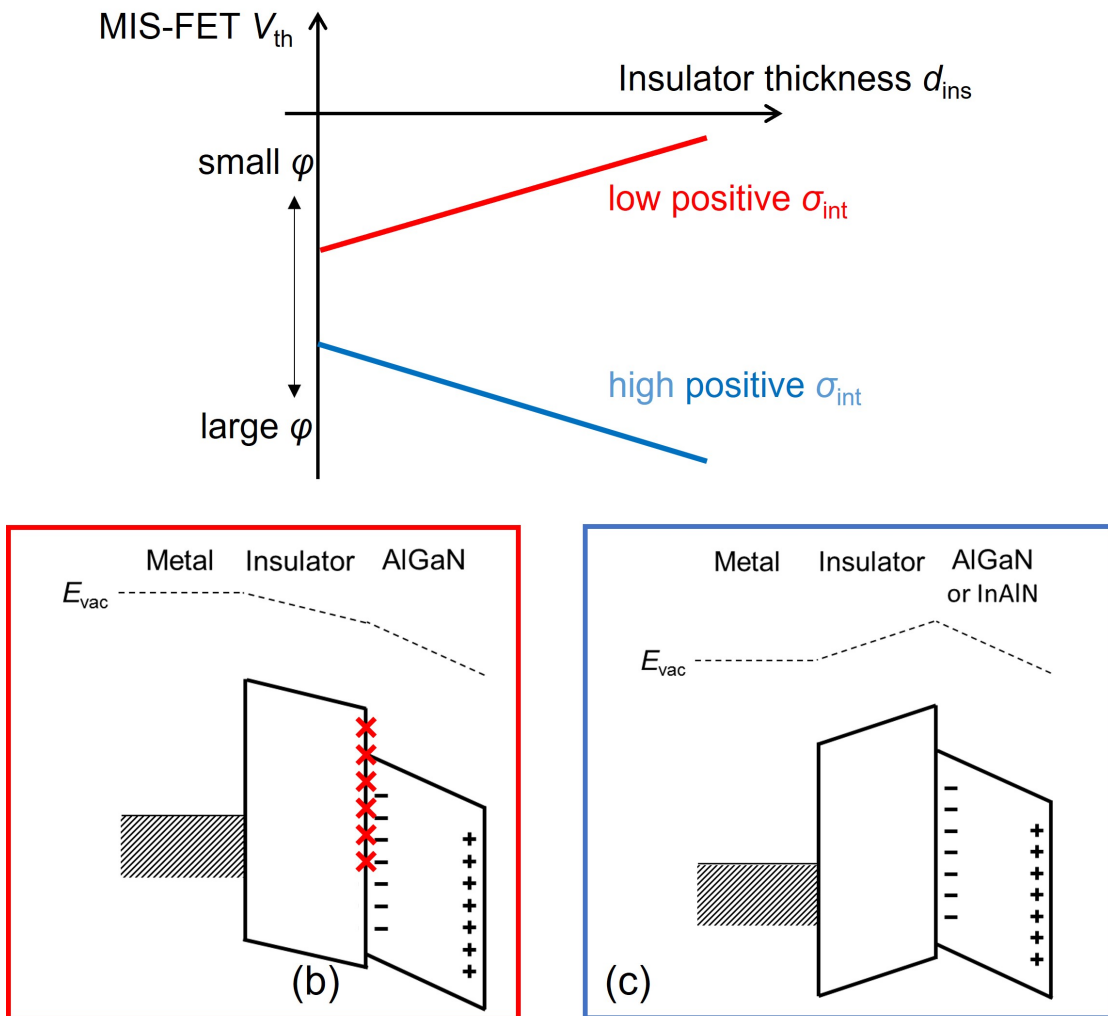 MIS-FET Vth
Insulator thickness dins
small φ
low positive σint
high positive σint
large φ
Metal Insulator AlGaN
Evac
(b)
Metal Insulator AlGaN
or InAlN
Evac
(c)